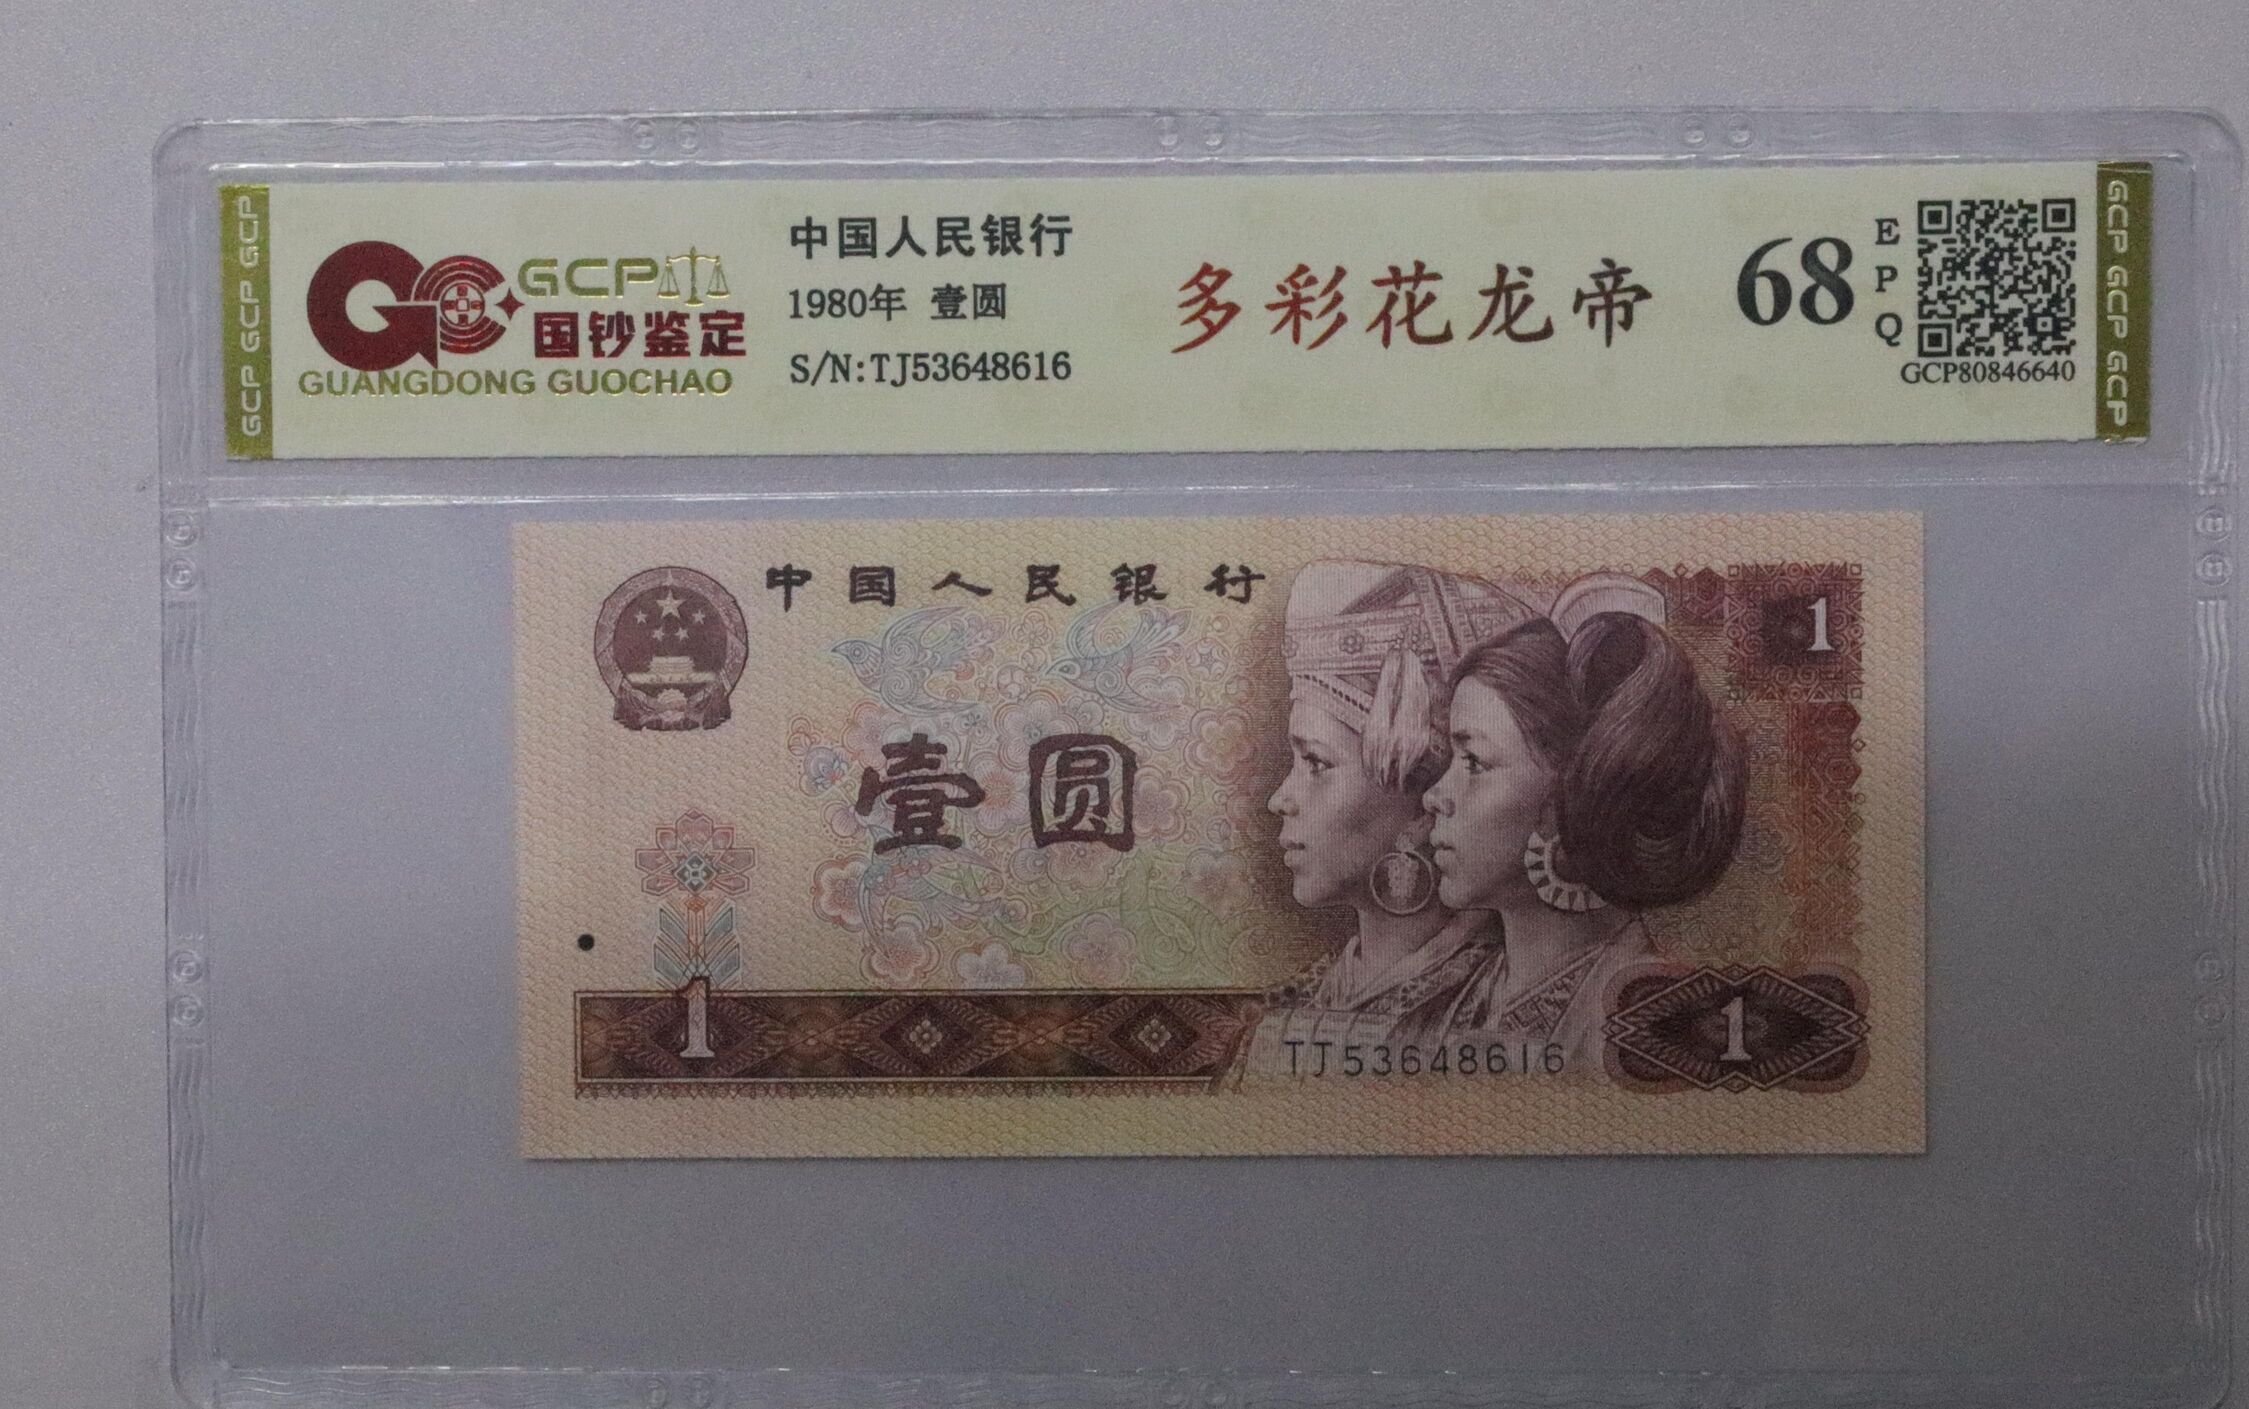 GCP GCP GCP
GCP
国钞鉴定
GUANGDONG GUOCHAO
中国人民银行
1980年 壹圆
S/N:TJ53648616
多彩花龙帝
68
EPQ
GCP80846640
GCP GCP GCP
中国人民银行
1
壹圆
1
TJ53648616
1